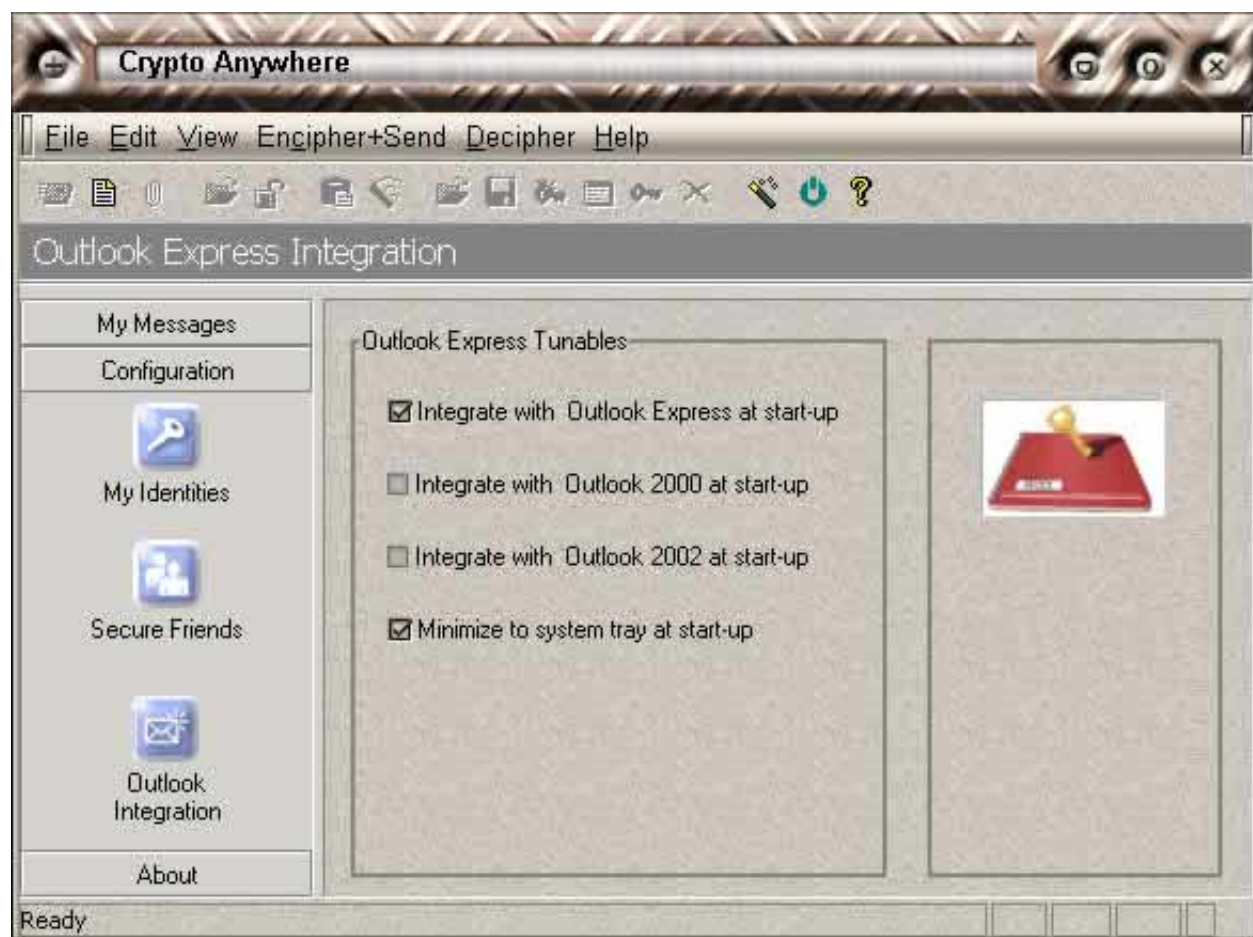 Crypto Anywhere
File Edit View Encipher+Send Decipher Help
Outlook Express Integration
My Messages
Configuration
My Identities
Secure Friends
Outlook
Integration
About
Outlook Express Tunables
Integrate with Outlook Express at start-up
Integrate with Outlook 2000 at start-up
Integrate with Outlook 2002 at start-up
Minimize to system tray at start-up
Ready